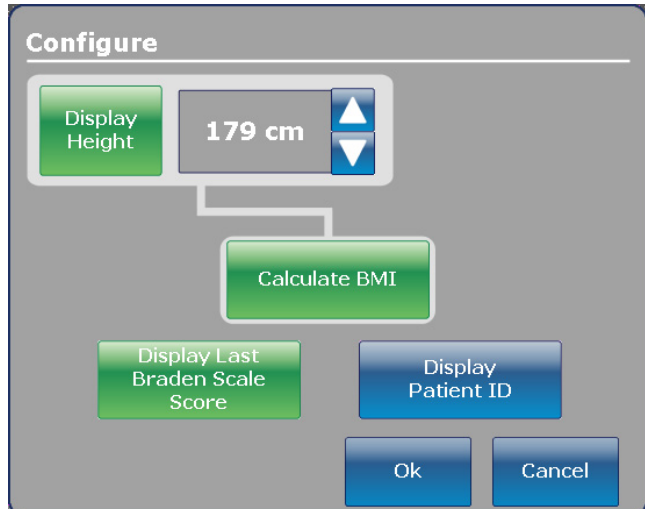 Configure
Display
Height
179 cm
Calculate BMI
Display Last
Braden Scale
Score
Display
Patient ID
Ok
Cancel